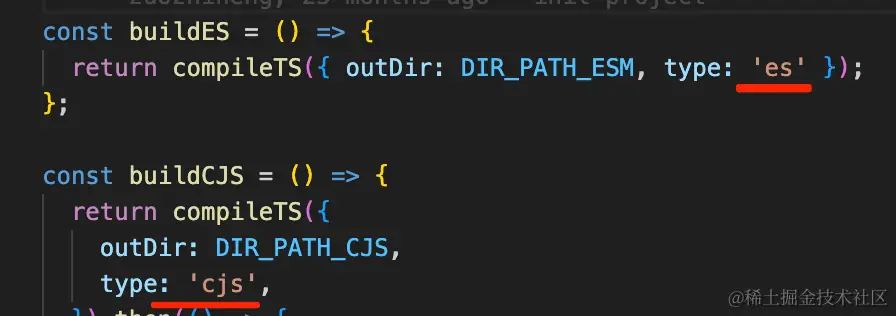 const buildES = () => {
  return compileTS({ outDir: DIR_PATH_ESM, type: 'es' });
};
const buildCJS = () => {
  return compileTS({
    outDir: DIR_PATH_CJS,
    type: 'cjs',
  }).then(() => {
@稀土掘金技术社区